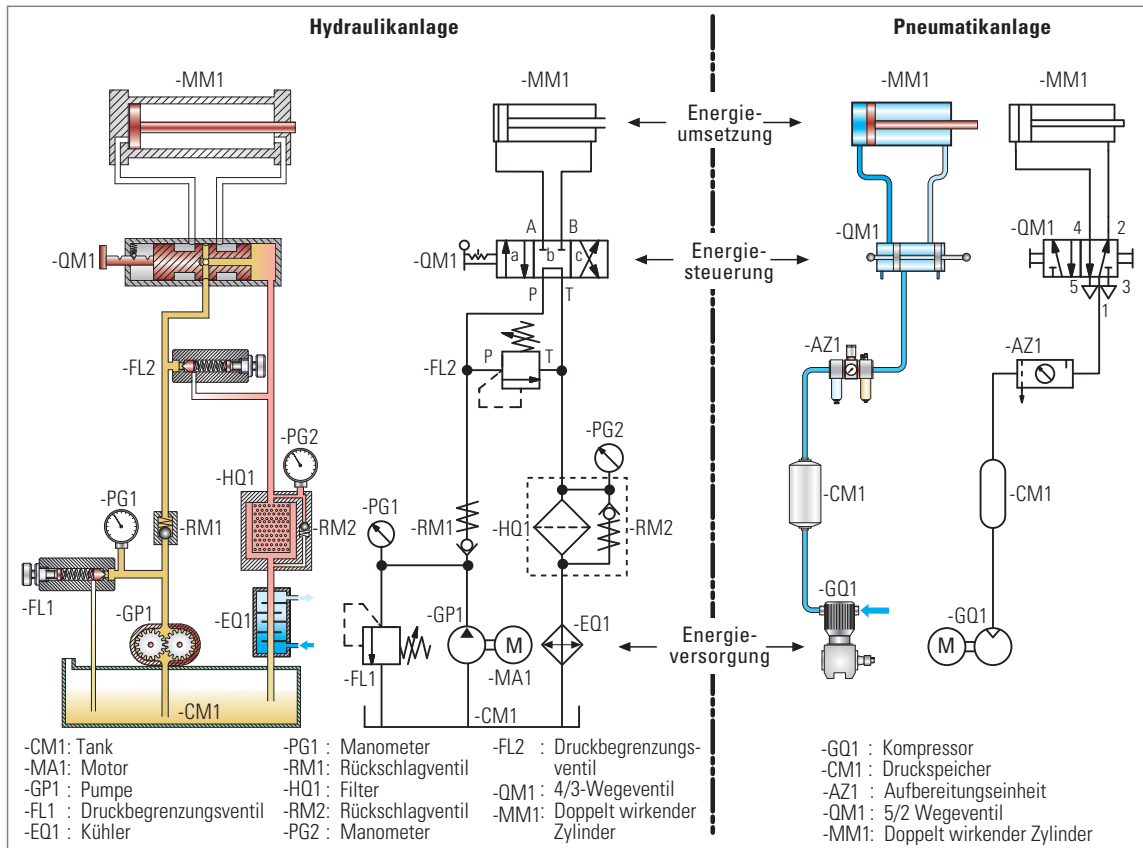 Hydraulikanlage
Pneumatikanlage
-MM1
-MM1
-MM1
-MM1
Energie-
umsetzung
-QM1
A B
-QM1
a b c
P T
Energie-
steuerung
-QM1
-QM1 4 2
5 3
1
-FL2
-FL2
P T
-AZ1
-AZ1
-PG2
-HQ1
-PG1
-RM1
-RM2
-PG2
-PG1
-RM1
-HQ1
-RM2
-CM1
-CM1
-FL1
-GP1
-EQ1
-GP1
M
-MA1
-EQ1
-FL1
Energie-
versorgung
-GQ1
-GQ1
M
-CM1
-CM1
-CM1: Tank
-MA1: Motor
-GP1 : Pumpe
-FL1 : Druckbegrenzungsventil
-EQ1 : Kühler
-PG1 : Manometer
-RM1: Rückschlagventil
-HQ1 : Filter
-RM2 : Rückschlagventil
-PG2 : Manometer
-FL2 : Druckbegrenzungs-
ventil
-QM1 : 4/3-Wegeventil
-MM1: Doppelt wirkender
Zylinder
-GQ1 : Kompressor
-CM1 : Druckspeicher
-AZ1 : Aufbereitungseinheit
-QM1 : 5/2 Wegeventil
-MM1: Doppelt wirkender Zylinder